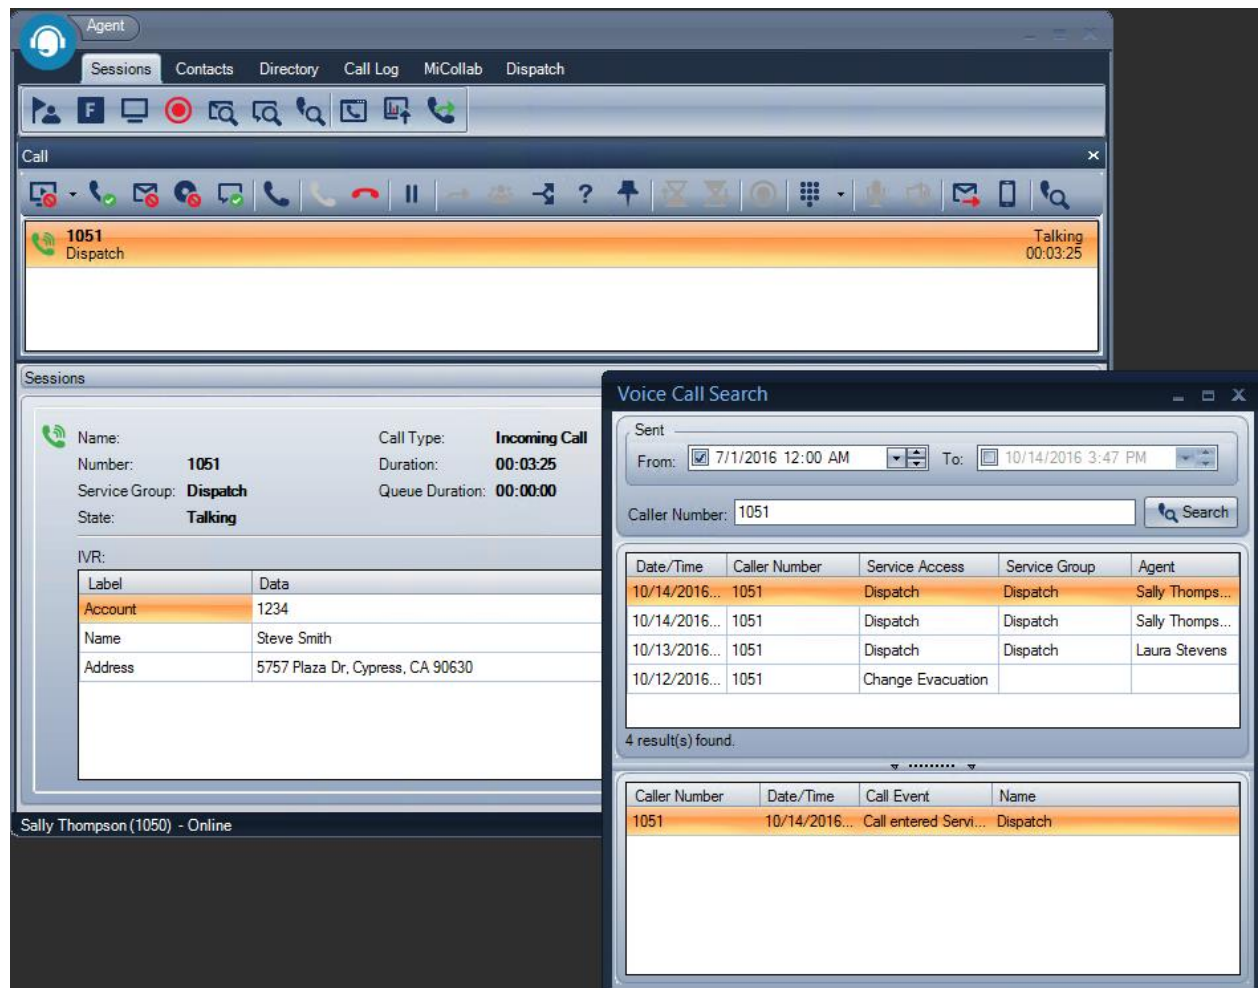 Agent
Sessions Contacts Directory Call Log MiCollab Dispatch
F
Call
?
1051 Talking
Dispatch 00:03:25
Sessions
Name: Call Type: Incoming Call
Number: 1051 Duration: 00:03:25
Service Group: Dispatch Queue Duration: 00:00:00
State: Talking
IVR:
Label Data
Account 1234
Name Steve Smith
Address 5757 Plaza Dr, Cypress, CA 90630
Sally Thompson (1050) - Online
Voice Call Search
Sent
From: 7/1/2016 12:00 AM To: 10/14/2016 3:47 PM
Caller Number: 1051 Search
Date/Time Caller Number Service Access Service Group Agent
10/14/2016... 1051 Dispatch Dispatch Sally Thomps...
10/14/2016... 1051 Dispatch Dispatch Sally Thomps...
10/13/2016... 1051 Dispatch Dispatch Laura Stevens
10/12/2016... 1051 Change Evacuation
4 result(s) found.
Caller Number Date/Time Call Event Name
1051 10/14/2016... Call entered Servi... Dispatch